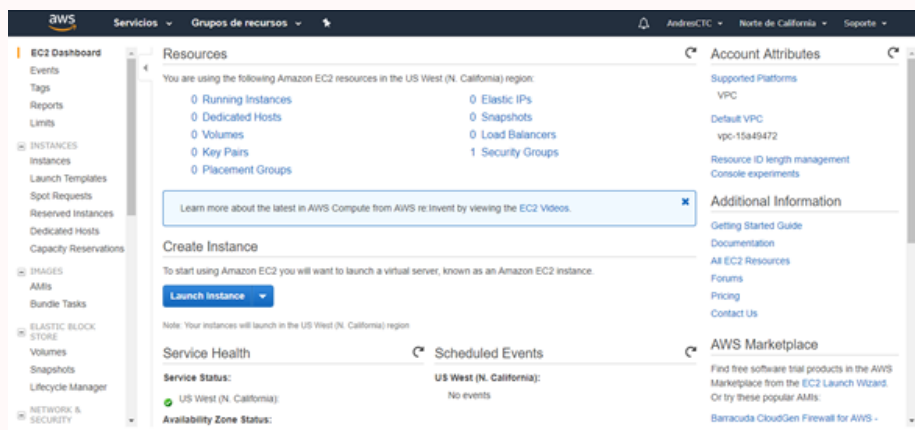 aws Servicios Grupos de recursos AndresCTC Norte de California Soporte
EC2 Dashboard
Events
Tags
Reports
Limits
INSTANCES
Instances
Launch Templates
Spot Requests
Reserved Instances
Dedicated Hosts
Capacity Reservations
IMAGES
AMIs
Bundle Tasks
ELASTIC BLOCK
STORE
Volumes
Snapshots
Lifecycle Manager
NETWORK &
SECURITY
Resources
You are using the following Amazon EC2 resources in the US West (N. California) region:
0 Running Instances
0 Dedicated Hosts
0 Volumes
0 Key Pairs
0 Placement Groups
0 Elastic IPs
0 Snapshots
0 Load Balancers
1 Security Groups
Learn more about the latest in AWS Compute from AWS re:Invent by viewing the EC2 Videos.
Create Instance
To start using Amazon EC2 you will want to launch a virtual server, known as an Amazon EC2 instance.
Launch Instance
Note: Your instances will launch in the US West (N. California) region
Service Health
Service Status:
US West (N. California):
Availability Zone Status:
Scheduled Events
US West (N. California):
No events
Account Attributes
Supported Platforms
VPC
Default VPC
vpc-15a49472
Resource ID length management
Console experiments
Additional Information
Getting Started Guide
Documentation
All EC2 Resources
Forums
Pricing
Contact Us
AWS Marketplace
Find free software trial products in the AWS
Marketplace from the EC2 Launch Wizard.
Or try these popular AMIs:
Barracuda CloudGen Firewall for AWS -